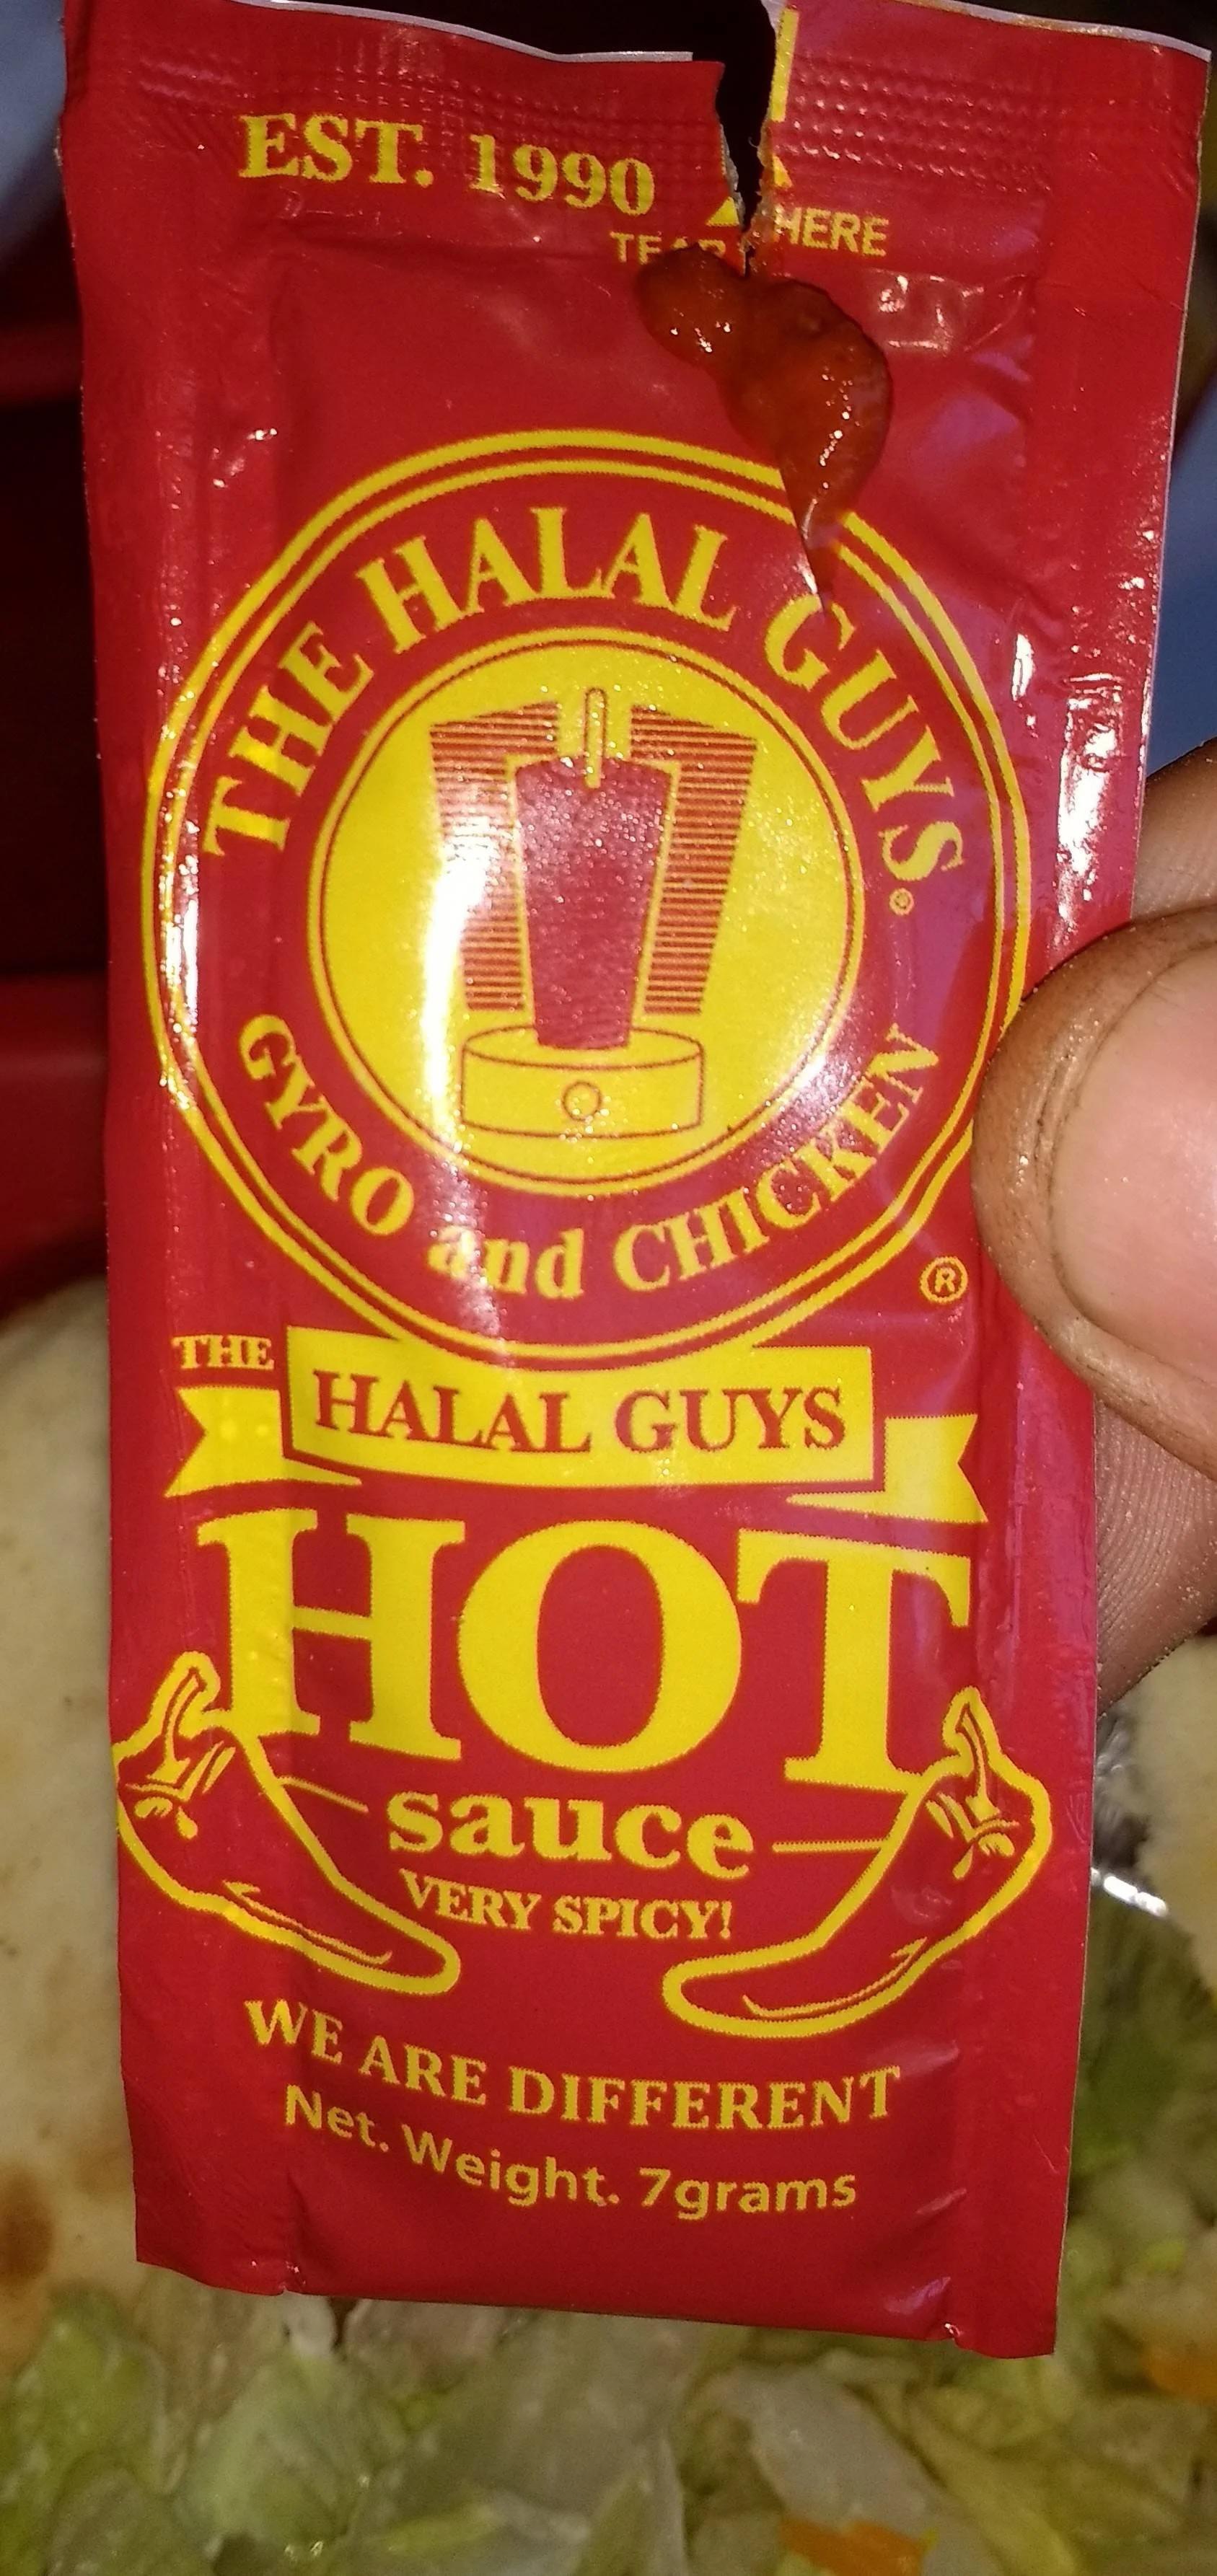 EST. 1990
TEAR HERE
THE HALAL GUYS®
GYRO and CHICKEN
®
THE
HALAL GUYS
HOT
sauce
VERY SPICY!
WE ARE DIFFERENT
Net. Weight. 7grams